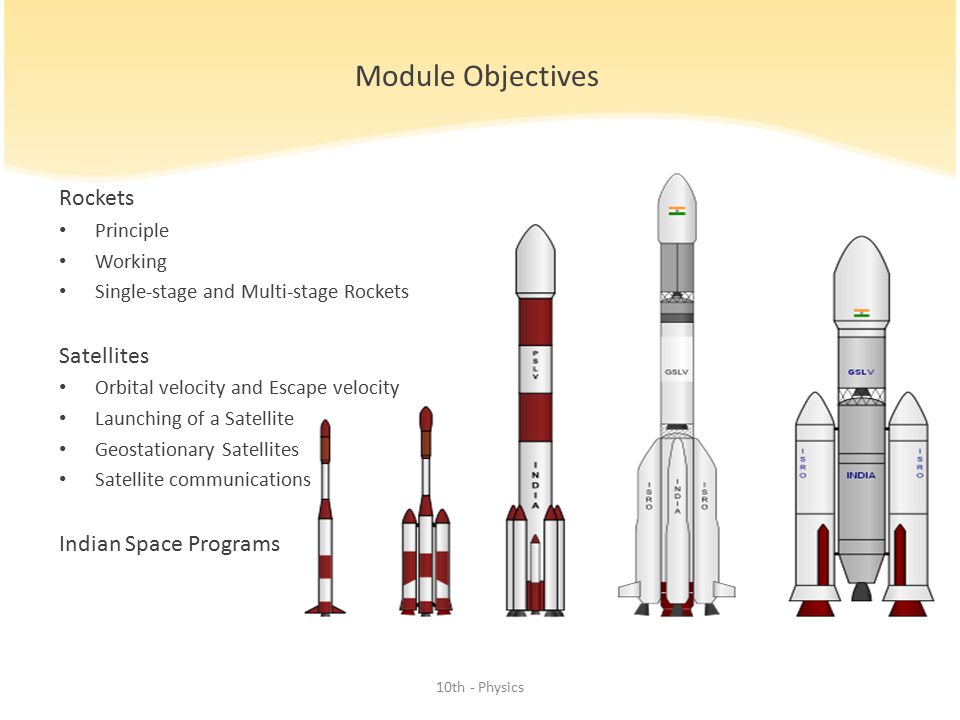 Module Objectives
Rockets
• Principle
• Working
• Single-stage and Multi-stage Rockets
Satellites
• Orbital velocity and Escape velocity
• Launching of a Satellite
• Geostationary Satellites
• Satellite communications
Indian Space Programs
PSLV
INDIA
GSLV
ISRO
INDIA
ISRO
GSLV
ISRO
INDIA
ISRO
10th - Physics